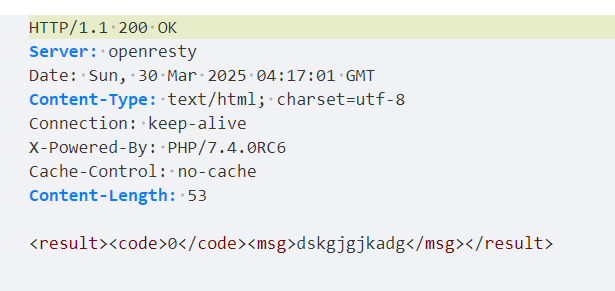 HTTP/1.1 200 OK
Server: openresty
Date: Sun, 30 Mar 2025 04:17:01 GMT
Content-Type: text/html; charset=utf-8
Connection: keep-alive
X-Powered-By: PHP/7.4.0RC6
Cache-Control: no-cache
Content-Length: 53
<result><code>0</code><msg>dskgjgjkadg</msg></result>